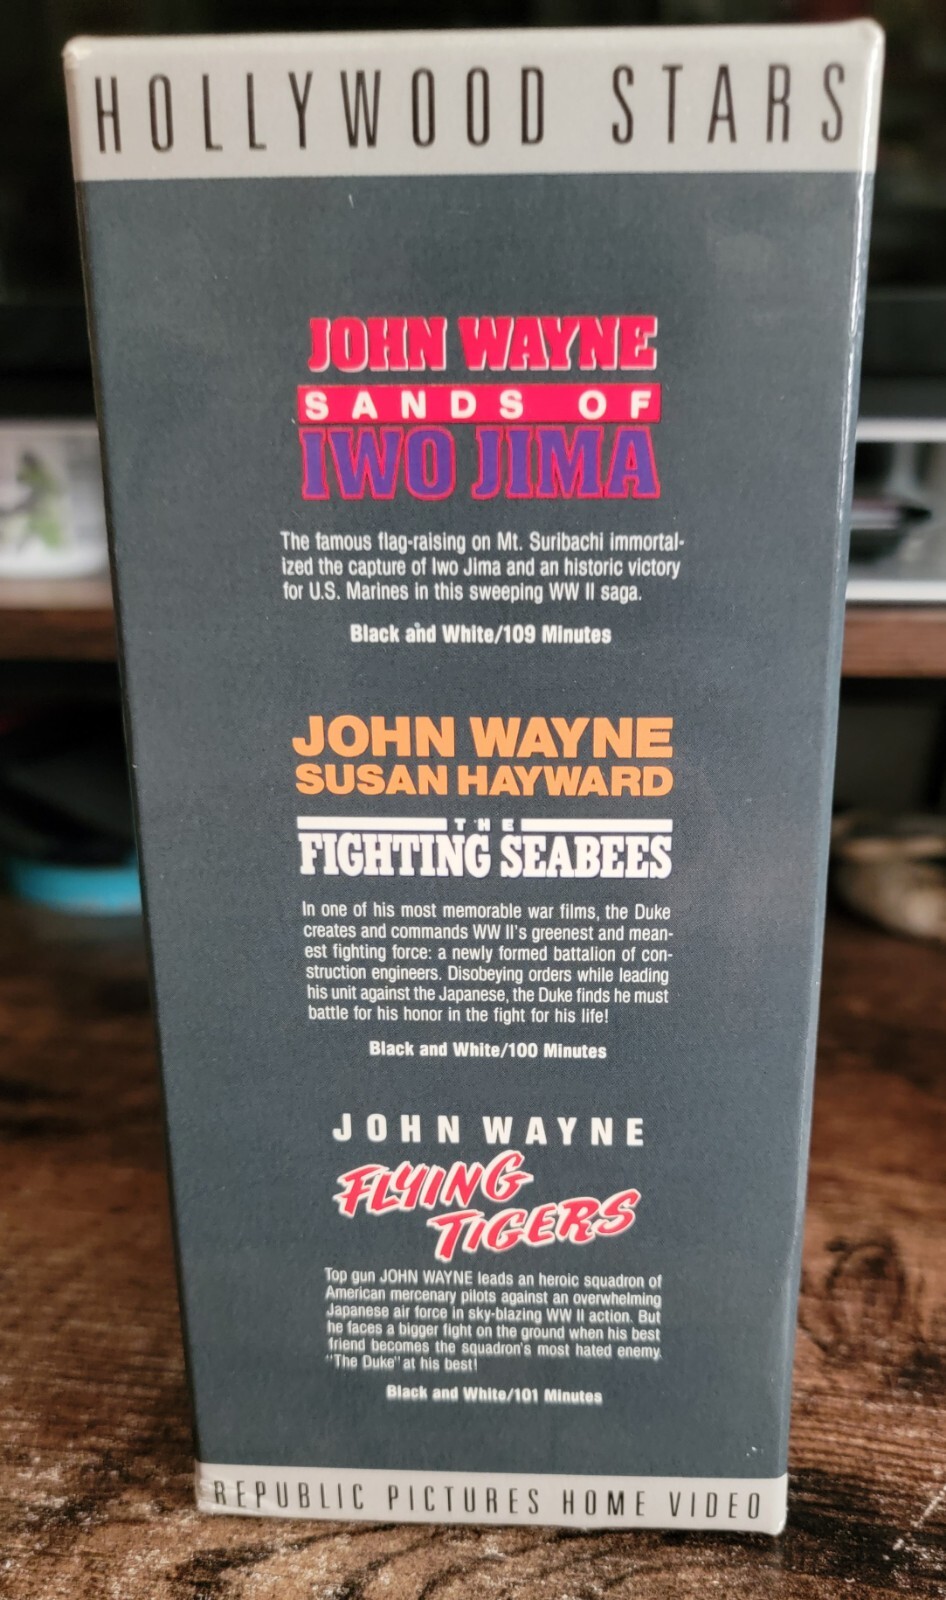 HOLLYWOOD STARS
JOHN WAYNE
SANDS OF
IWO JIMA
The famous flag-raising on Mt. Suribachi immortal-
ized the capture of Iwo Jima and an historic victory
for U.S. Marines in this sweeping WW II saga.
Black and White/109 Minutes
JOHN WAYNE
SUSAN HAYWARD
THE
FIGHTING SEABEES
In one of his most memorable war films, the Duke
creates and commands WW II's greenest and mean-
est fighting force: a newly formed battalion of con-
struction engineers. Disobeying orders while leading
his unit against the Japanese, the Duke finds he must
battle for his honor in the fight for his life!
Black and White/100 Minutes
JOHN WAYNE
FLYING
TIGERS
Top gun JOHN WAYNE leads an heroic squadron of
American mercenary pilots against an overwhelming
Japanese air force in sky-blazing WW II action. But
he faces a bigger fight on the ground when his best
friend becomes the squadron's most hated enemy.
"The Duke" at his best!
Black and White/101 Minutes
REPUBLIC PICTURES HOME VIDEO